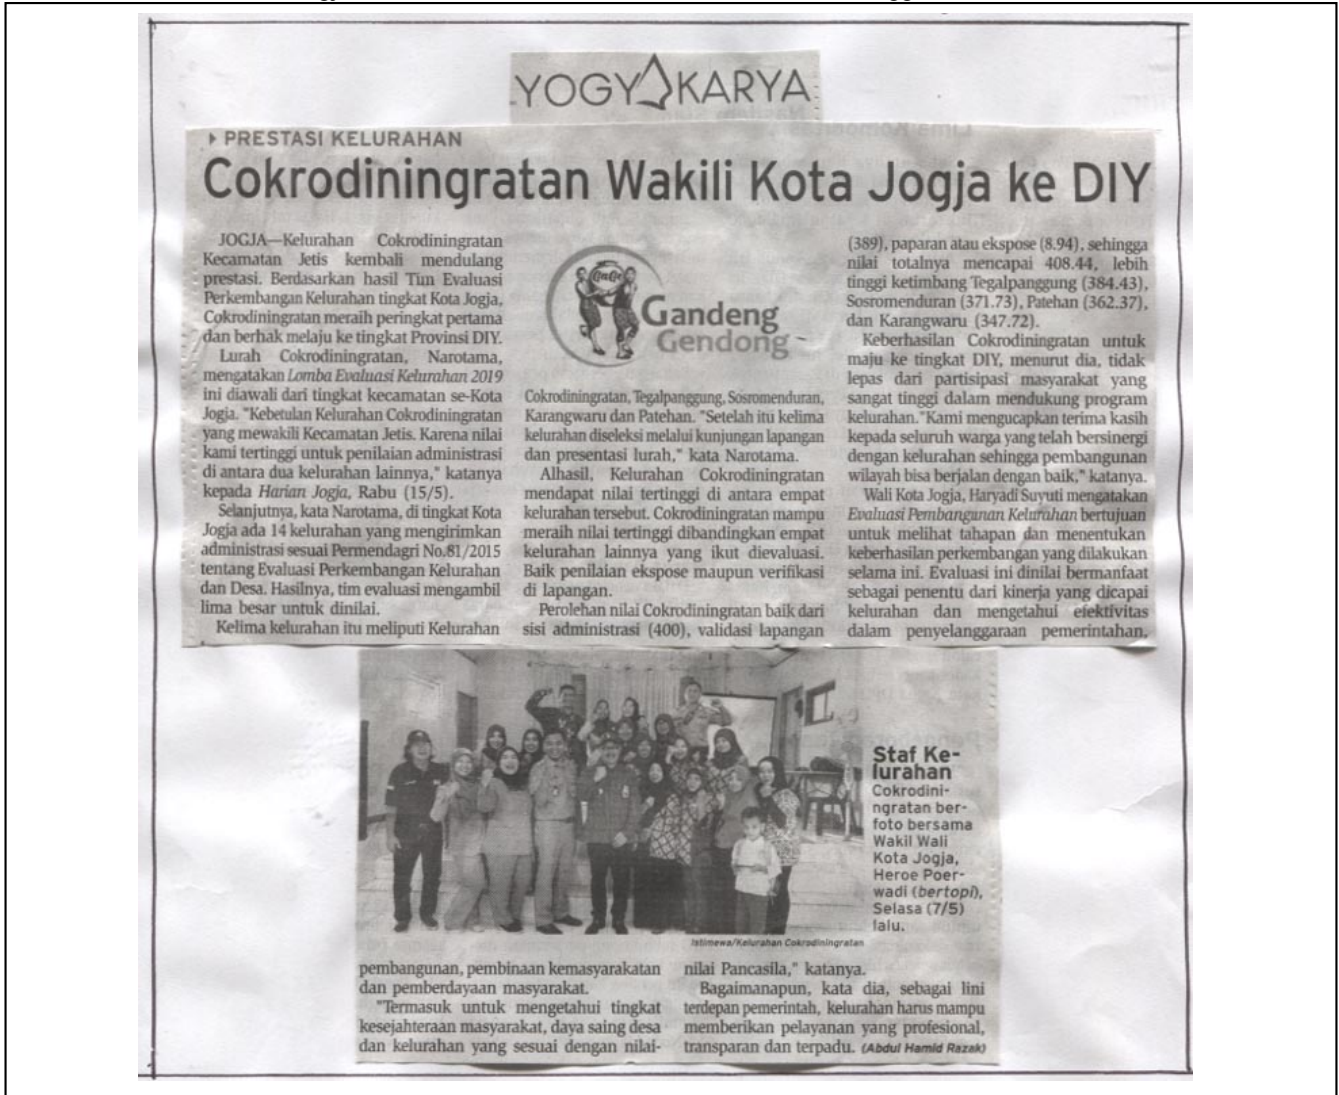 YOGYAKARYA
PRESTASI KELURAHAN
Cokrodiningratan Wakili Kota Jogja ke DIY
JOGJA—Kelurahan Cokrodiningratan
Kecamatan Jetis kembali mendulang
prestasi. Berdasarkan hasil Tim Evaluasi
Perkembangan Kelurahan tingkat Kota Jogja,
Cokrodiningratan meraih peringkat pertama
dan berhak melaju ke tingkat Provinsi DIY.
Lurah Cokrodiningratan, Narotama,
mengatakan Lomba Evaluasi Kelurahan 2019
ini diawali dari tingkat kecamatan se-Kota
Jogja. "Kebetulan Kelurahan Cokrodiningratan
yang mewakili Kecamatan Jetis. Karena nilai
kami tertinggi untuk penilaian administrasi
di antara dua kelurahan lainnya," katanya
kepada Harian Jogja, Rabu (15/5).
Selanjutnya, kata Narotama, di tingkat Kota
Jogja ada 14 kelurahan yang mengirimkan
administrasi sesuai Permendagri No.81/2015
tentang Evaluasi Perkembangan Kelurahan
dan Desa. Hasilnya, tim evaluasi mengambil
lima besar untuk dinilai.
Kelima kelurahan itu meliputi Kelurahan
Gandeng
Gendong
Cokrodiningratan, Tegalpanggung, Sosromenduran,
Karangwaru dan Patehan. "Setelah itu kelima
kelurahan diseleksi melalui kunjungan lapangan
dan presentasi lurah," kata Narotama.
Alhasil, Kelurahan Cokrodiningratan
mendapat nilai tertinggi di antara empat
kelurahan tersebut. Cokrodiningratan mampu
meraih nilai tertinggi dibandingkan empat
kelurahan lainnya yang ikut dievaluasi.
Baik penilaian ekspose maupun verifikasi
di lapangan.
Perolehan nilai Cokrodiningratan baik dari
sisi administrasi (400), validasi lapangan
(389), paparan atau ekspose (8.94), sehingga
nilai totalnya mencapai 408.44, lebih
tinggi ketimbang Tegalpanggung (384.43),
Sosromenduran (371.73), Patehan (362.37),
dan Karangwaru (347.72).
Keberhasilan Cokrodiningratan untuk
maju ke tingkat DIY, menurut dia, tidak
lepas dari partisipasi masyarakat yang
sangat tinggi dalam mendukung program
kelurahan."Kami mengucapkan terima kasih
kepada seluruh warga yang telah bersinergi
dengan kelurahan sehingga pembangunan
wilayah bisa berjalan dengan baik," katanya.
Wali Kota Jogja, Haryadi Suyuti mengatakan
Evaluasi Pembangunan Kelurahan bertujuan
untuk melihat tahapan dan menentukan
keberhasilan perkembangan yang dilakukan
selama ini. Evaluasi ini dinilai bermanfaat
sebagai penentu dari kinerja yang dicapai
kelurahan dan mengetahui efektivitas
dalam penyelanggaraan pemerintahan,
Staf Ke-
lurahan
Cokrodini-
ngratan ber-
foto bersama
Wakil Wali
Kota Jogja,
Heroe Poer-
wadi (bertopi),
Selasa (7/5)
lalu.
Istimewa/Kelurahan Cokrodiningratan
pembangunan, pembinaan kemasyarakatan
dan pemberdayaan masyarakat.
"Termasuk untuk mengetahui tingkat
kesejahteraan masyarakat, daya saing desa
dan kelurahan yang sesuai dengan nilai-
nilai Pancasila," katanya.
Bagaimanapun, kata dia, sebagai lini
terdepan pemerintah, kelurahan harus mampu
memberikan pelayanan yang profesional,
transparan dan terpadu. (Abdul Hamid Razak)